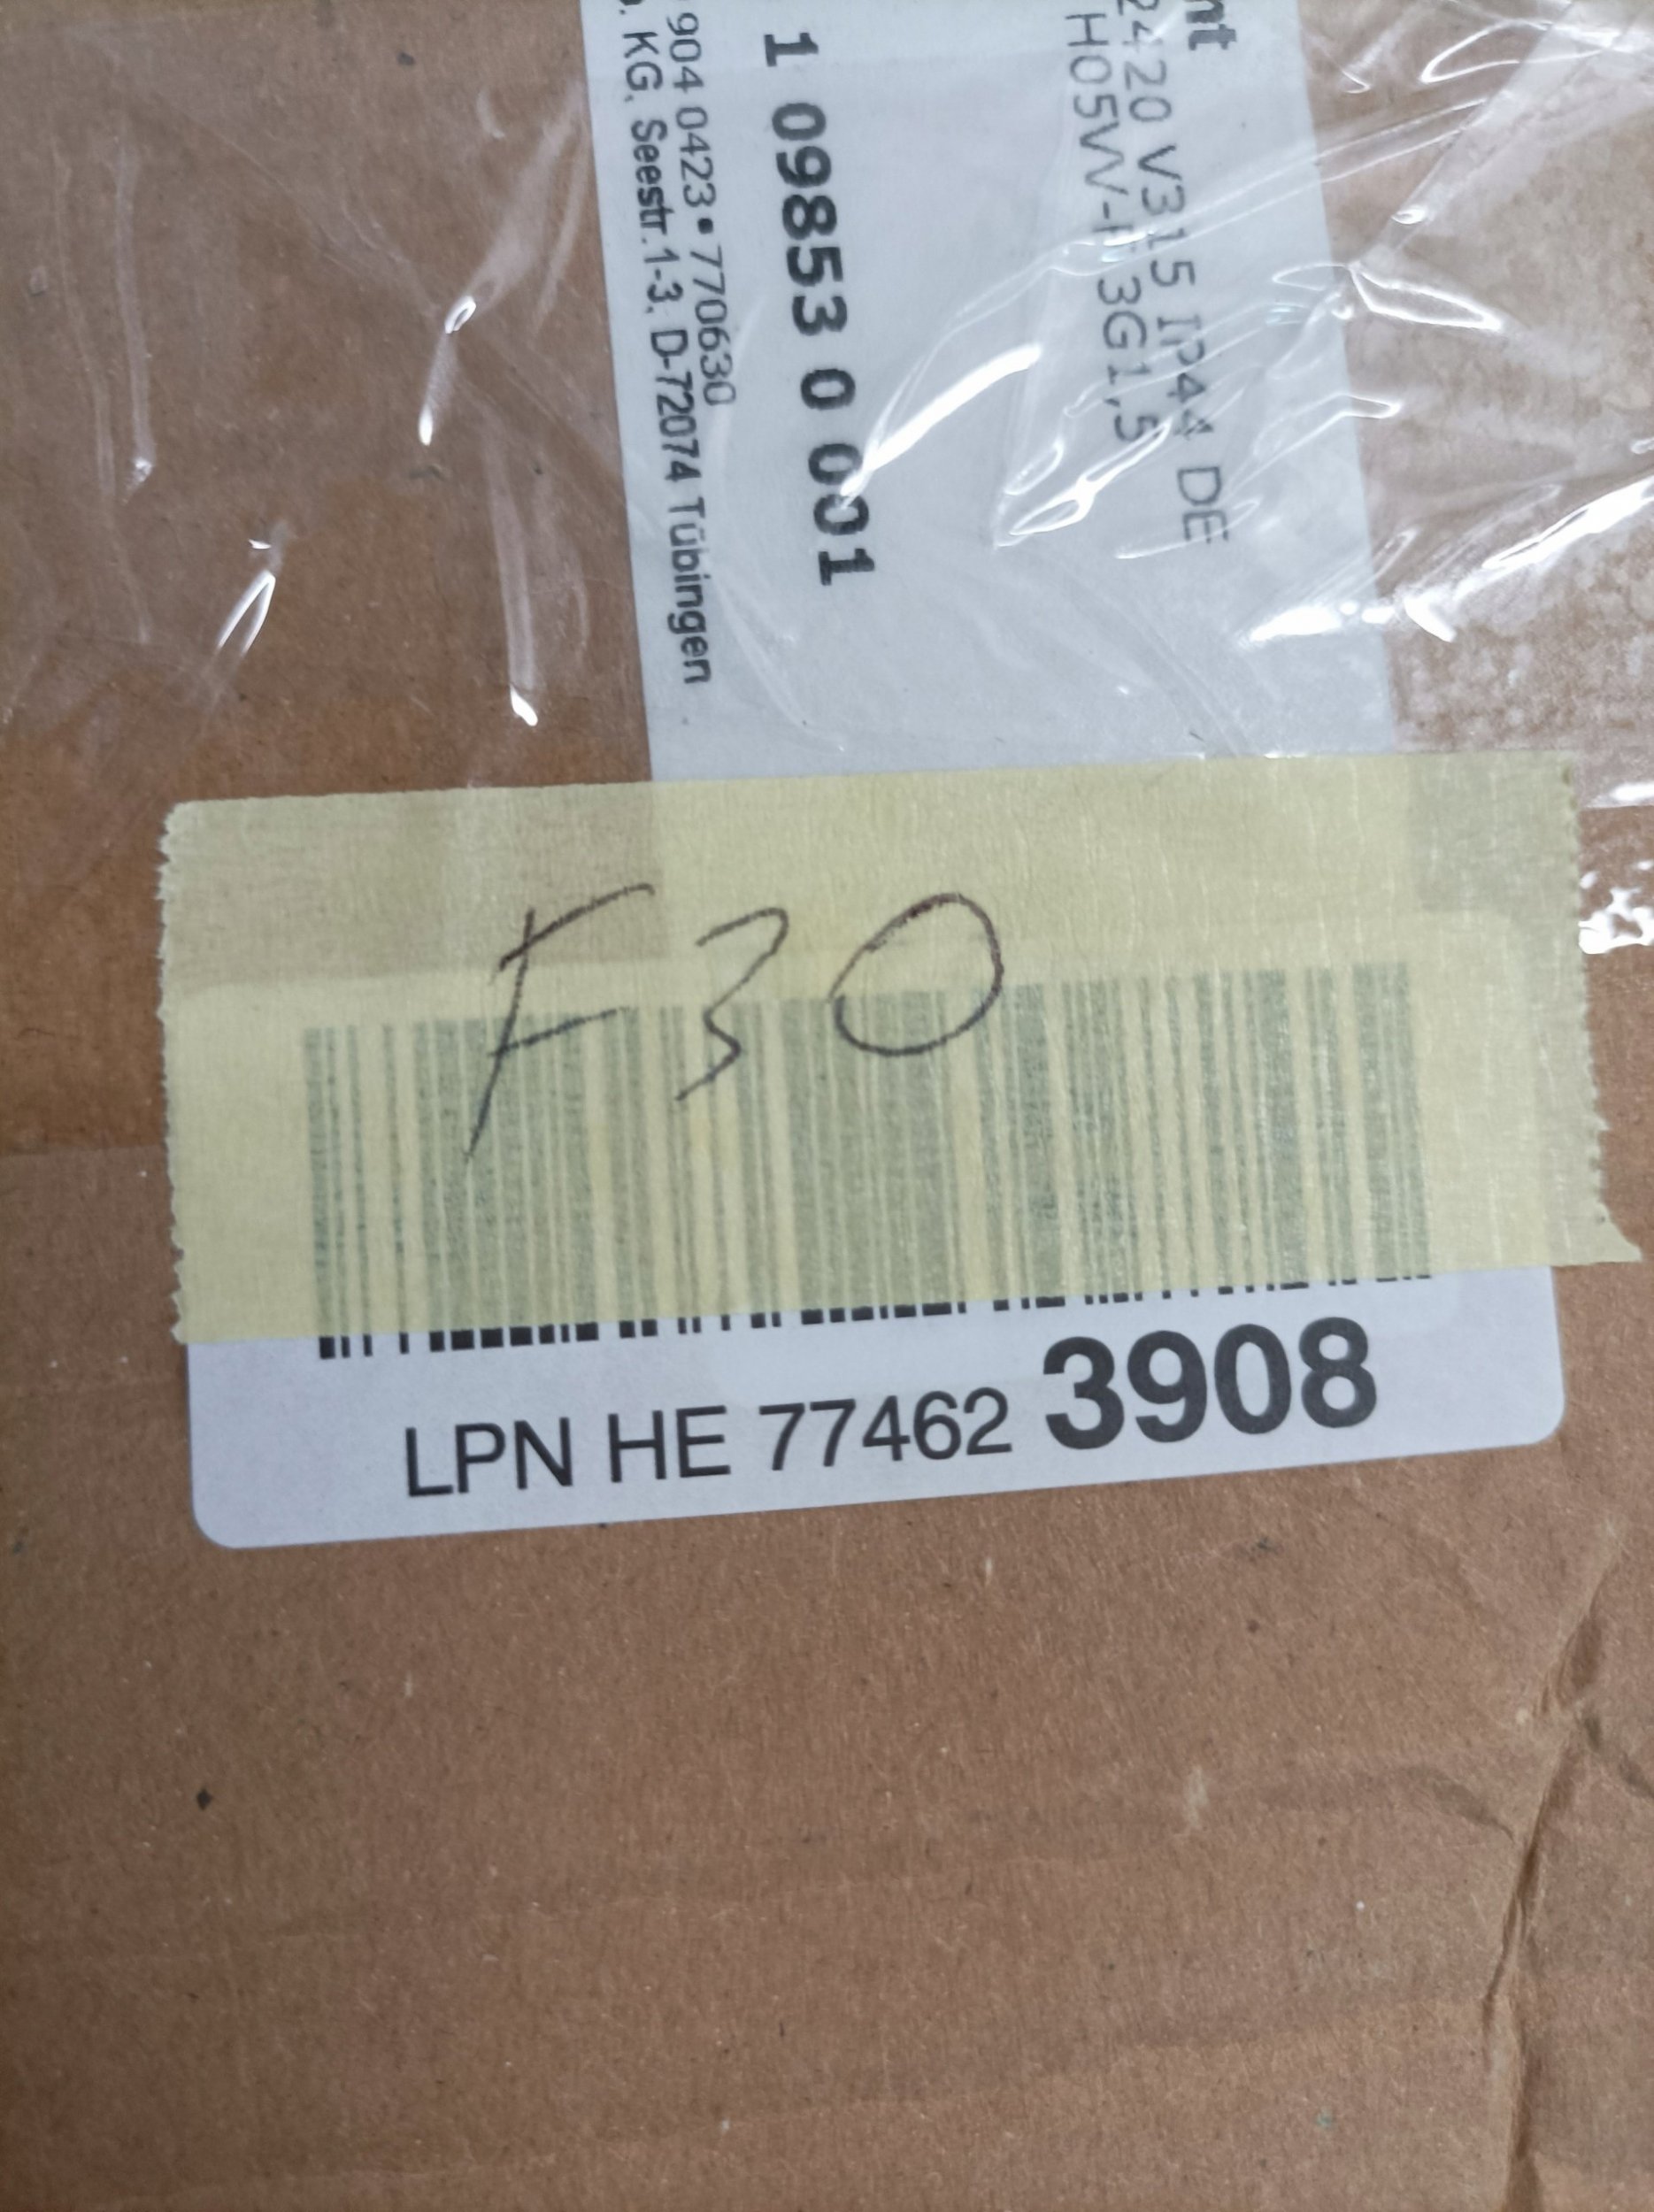 nt
2420 V315 IP44 DE
H05VV-F 3G1,5
1 09853 0 001
904 0423 • 770630
. KG, Seestr.1-3, D-72074 Tübingen
F30
LPN HE 77462 3908